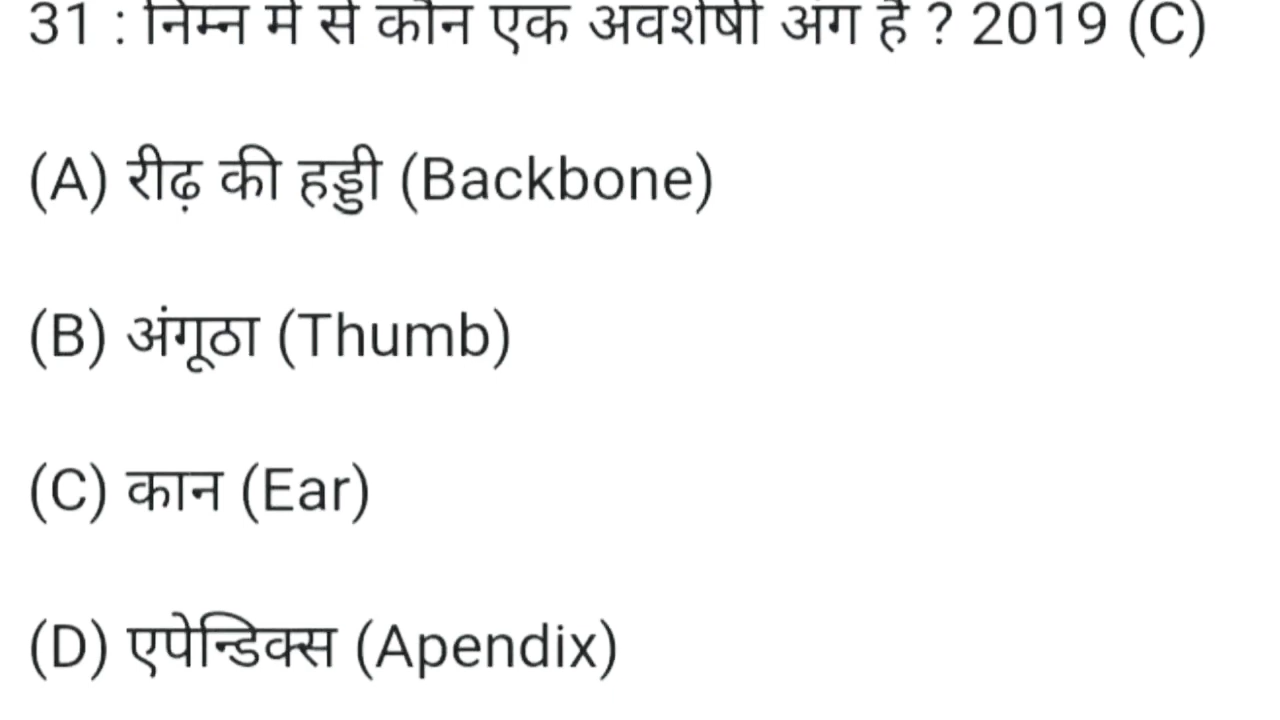 31 : निम्न में से कौन एक अवशेषी अंग है ? 2019 (C)
(A) रीढ़ की हड्डी (Backbone)
(B) अंगूठा (Thumb)
(C) कान (Ear)
(D) एपेन्डिक्स (Apendix)